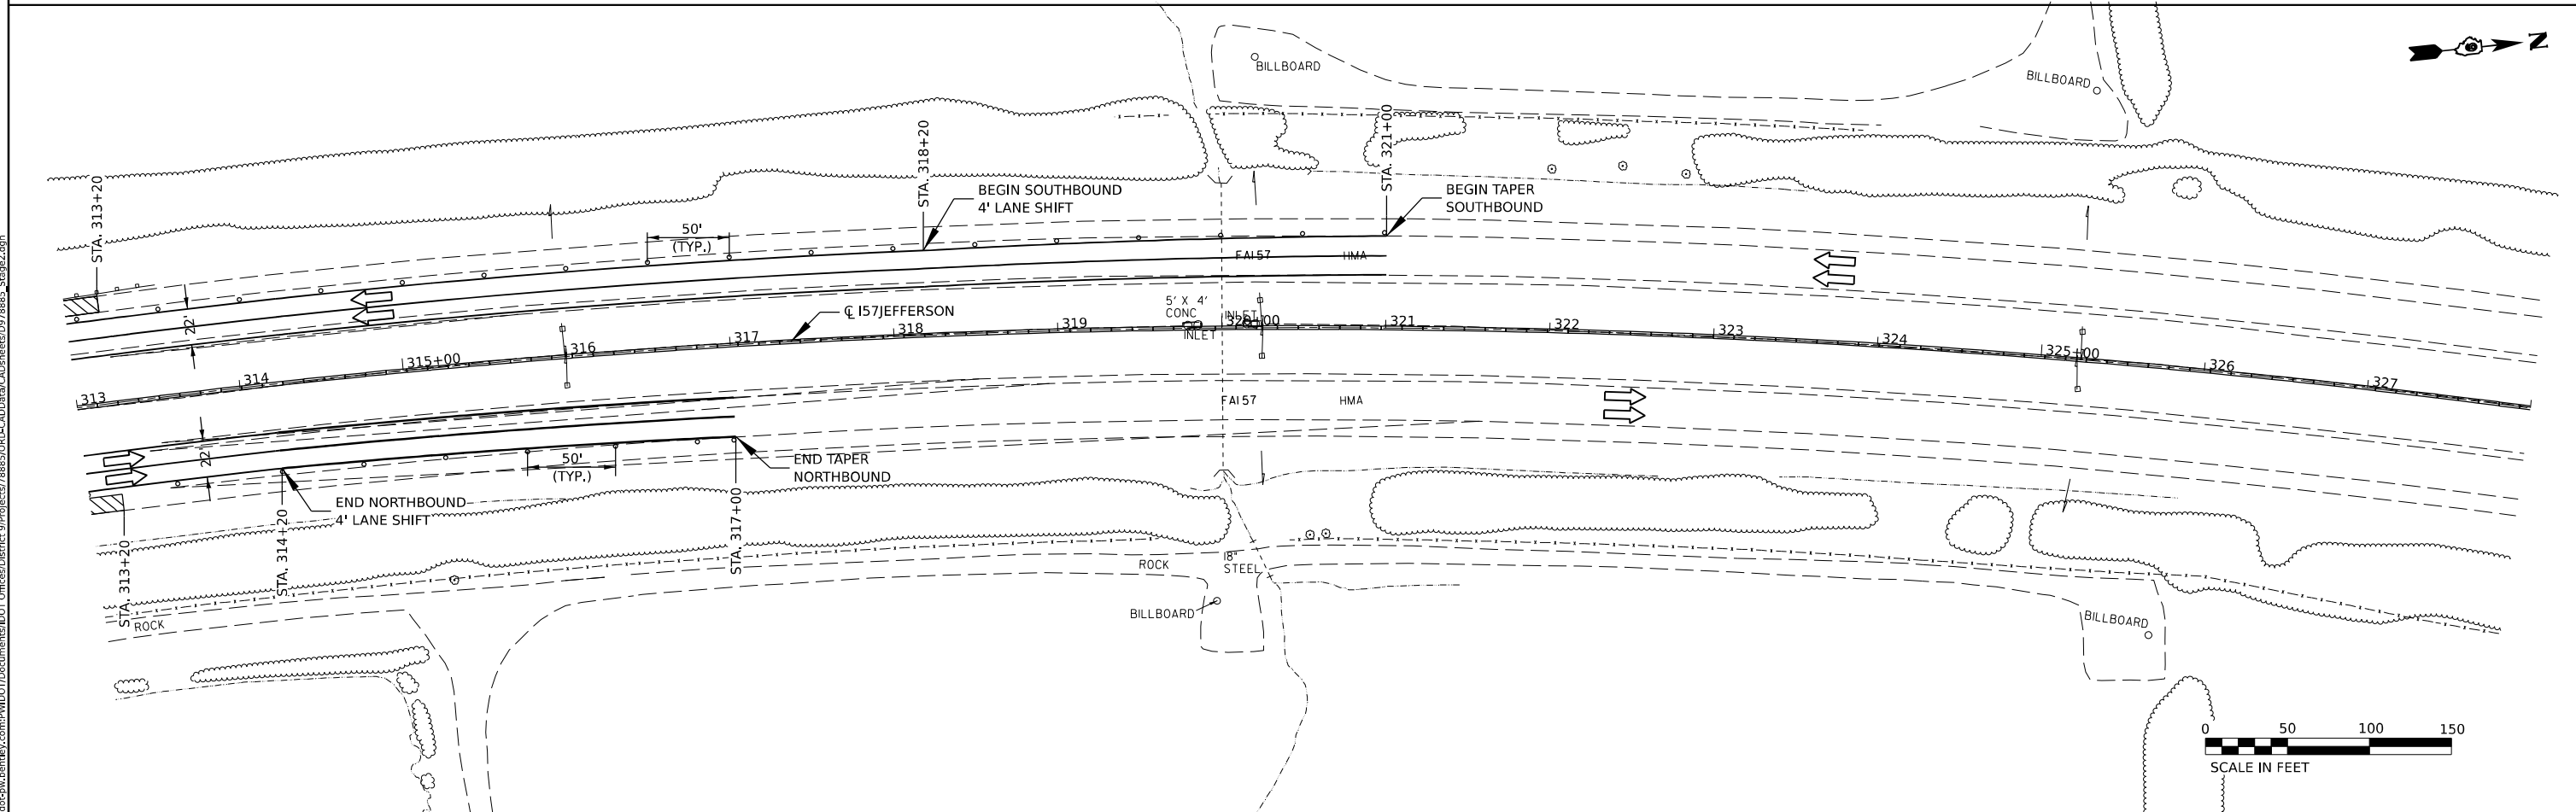 N
BILLBOARD
BILLBOARD
STA. 313+20
STA. 318+20
STA. 321+00
BEGIN SOUTHBOUND
4' LANE SHIFT
BEGIN TAPER
SOUTHBOUND
50'
(TYP.)
FAI 57
HMA
22'
℄ I57JEFFERSON
5' X 4'
CONC
INLET
INLET
313
314
315+00
316
317
318
319
320+00
321
322
323
324
325+00
326
327
FAI 57
HMA
22'
50'
(TYP.)
END TAPER
NORTHBOUND
END NORTHBOUND
4' LANE SHIFT
STA. 313+20
STA. 314+20
STA. 317+00
ROCK
ROCK
18"
STEEL
BILLBOARD
BILLBOARD
0 50 100 150
SCALE IN FEET